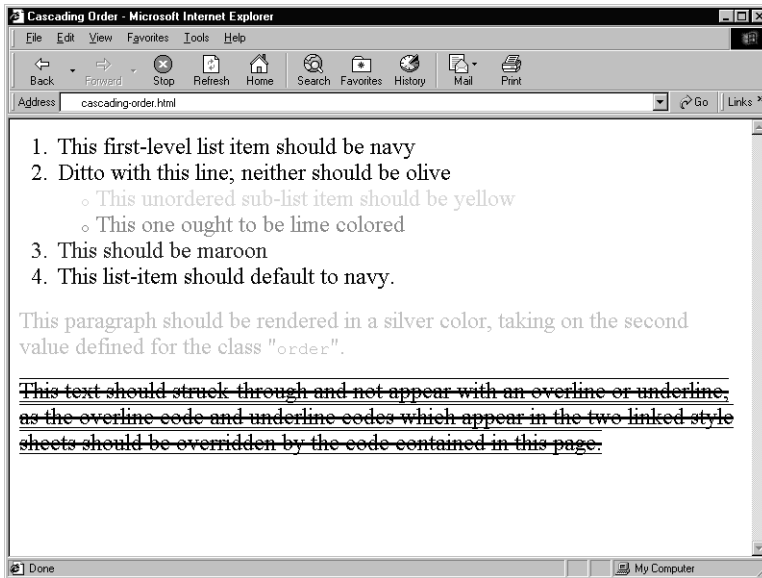 Cascading Order - Microsoft Internet Explorer
File Edit View Favorites Tools Help
Back Forward Stop Refresh Home Search Favorites History Mail Print
Address cascading-order.html Go Links »
1. This first-level list item should be navy
2. Ditto with this line; neither should be olive
○ This unordered sub-list item should be yellow
○ This one ought to be lime colored
3. This should be maroon
4. This list-item should default to navy.
This paragraph should be rendered in a silver color, taking on the second
value defined for the class "order".
This text should struck-through and not appear with an overline or underline,
as the overline code and underline codes which appear in the two linked style
sheets should be overridden by the code contained in this page.
Done My Computer